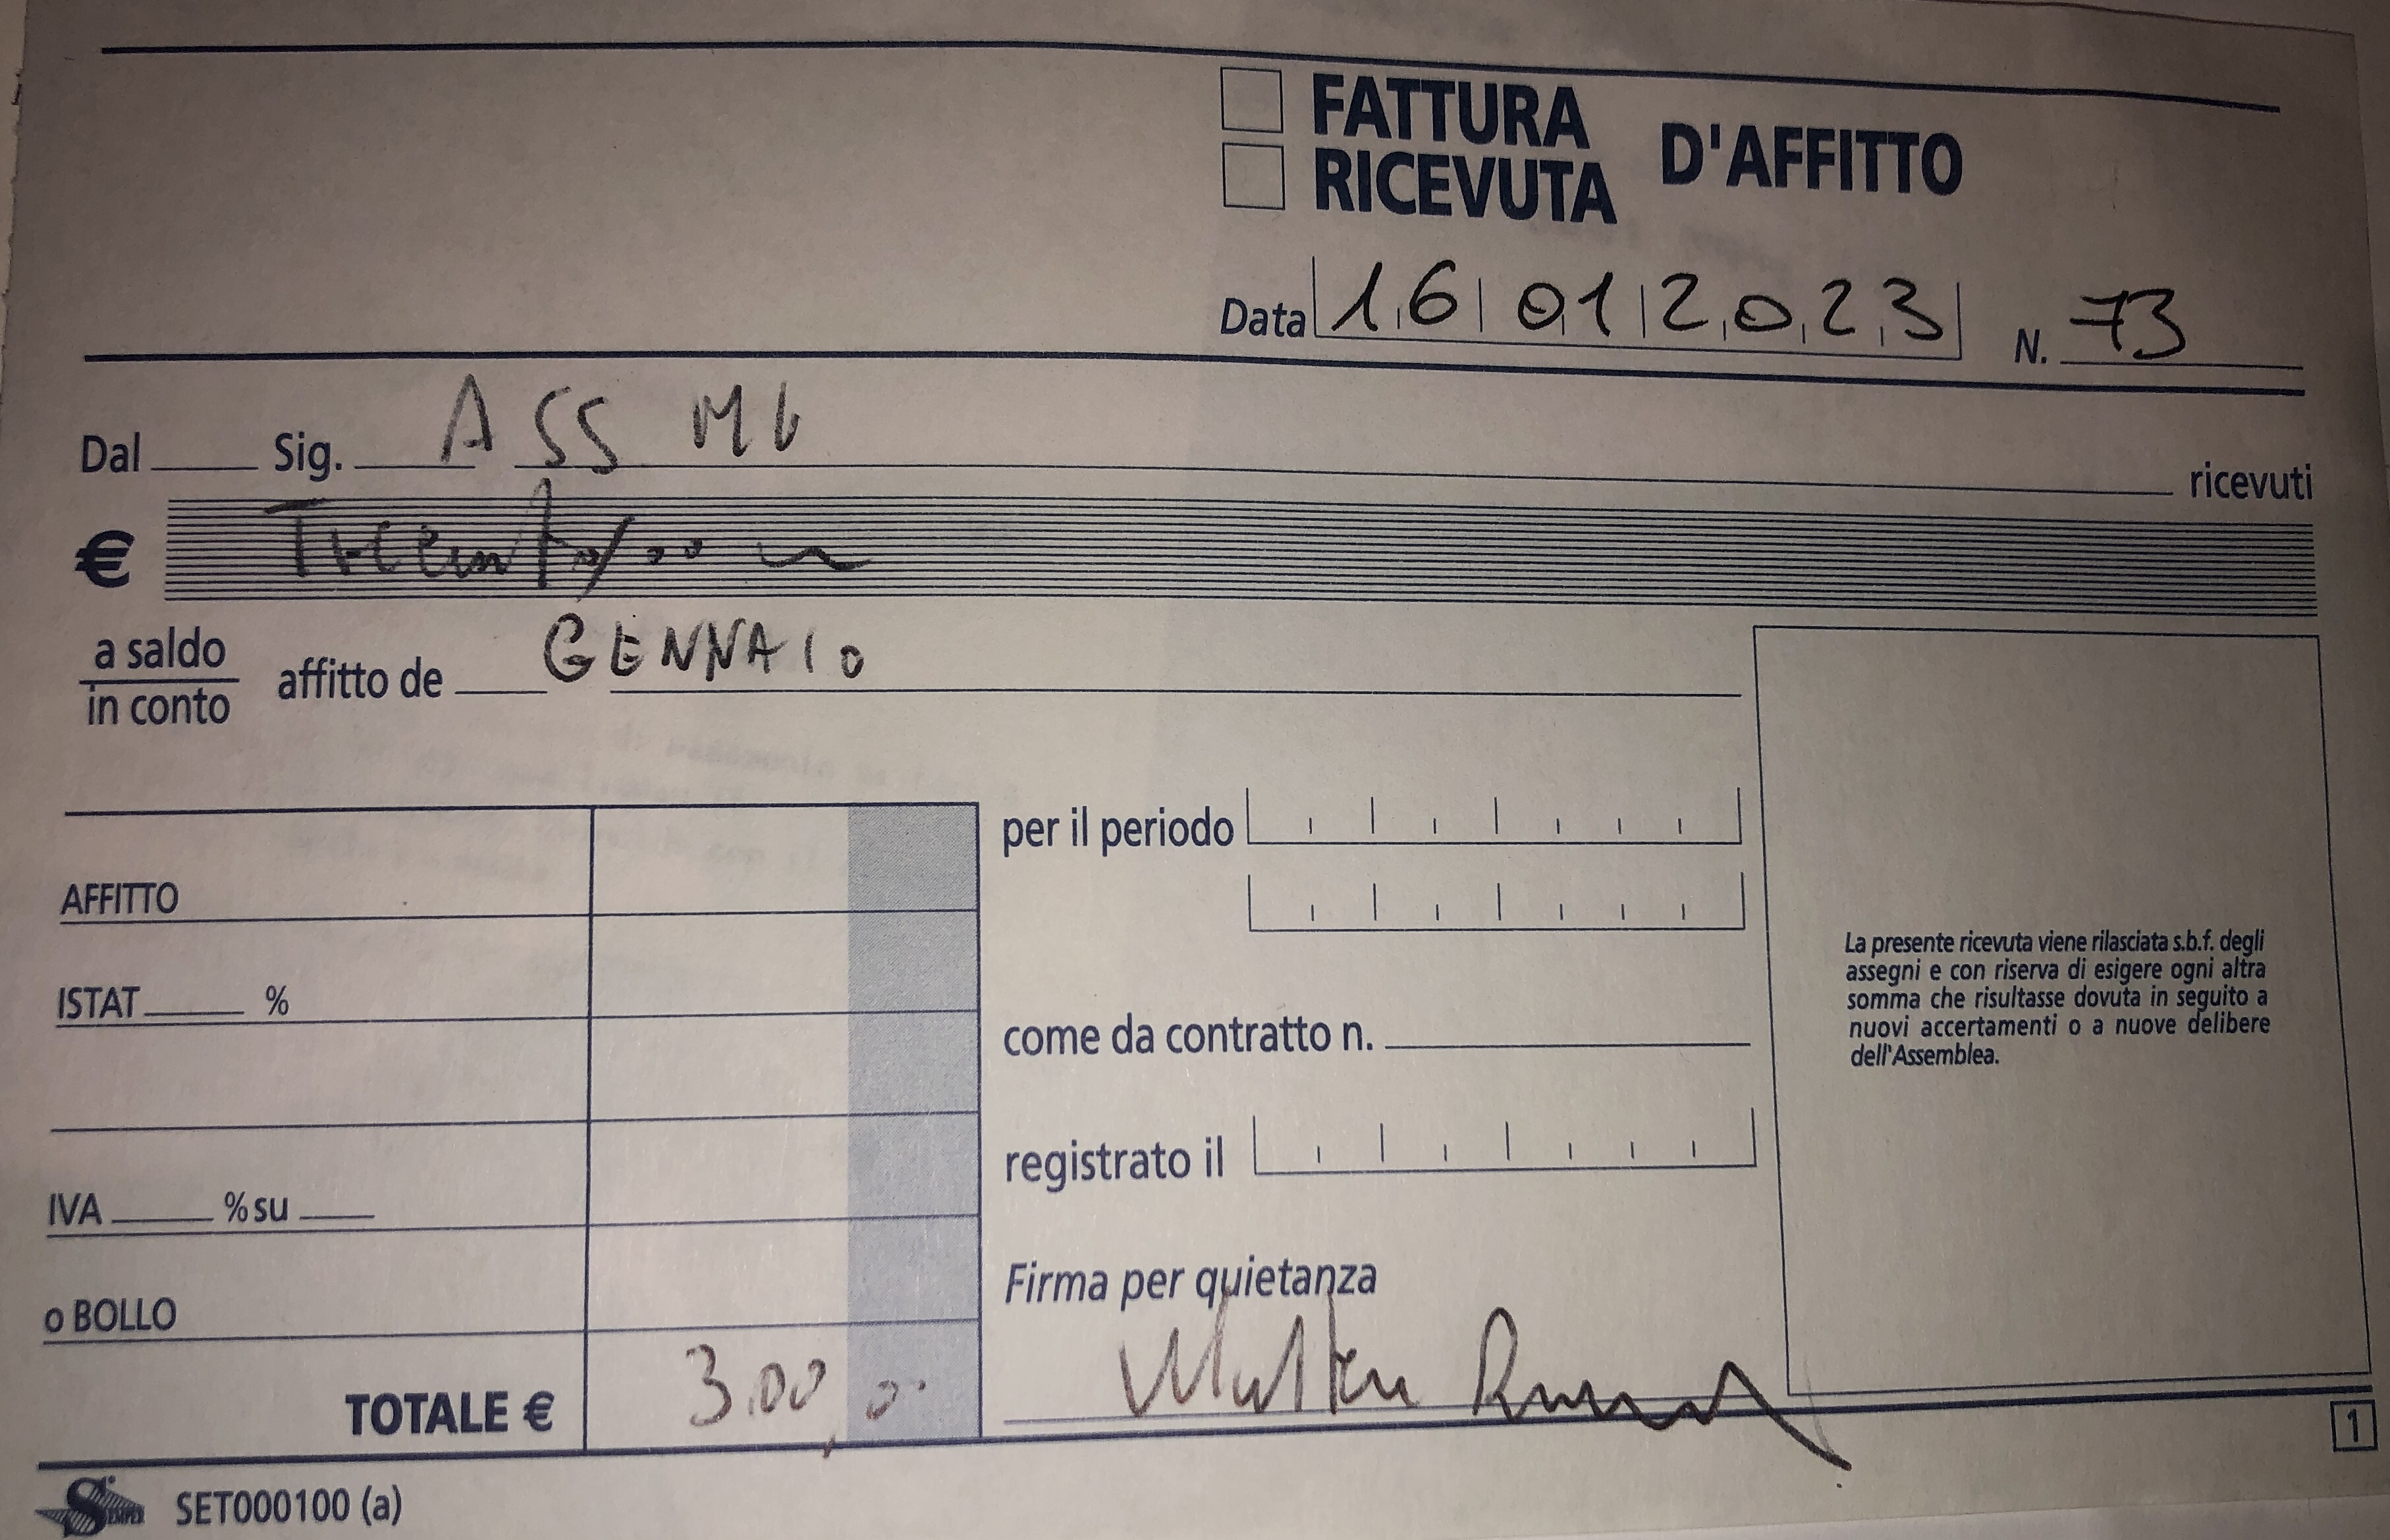 FATTURA
RICEVUTA D'AFFITTO
Data 16 01 2023 N. 73
Dal Sig. ASS ricevuti
€ Trecento/00
a saldo
in conto
affitto de GENNAIO
per il periodo
AFFITTO
ISTAT %
come da contratto n.
registrato il
IVA % su
o BOLLO
Firma per quietanza
TOTALE € 300,00
La presente ricevuta viene rilasciata s.b.f. degli
assegni e con riserva di esigere ogni altra
somma che risultasse dovuta in seguito a
nuovi accertamenti o a nuove delibere
dell'Assemblea.
1
SET000100 (a)